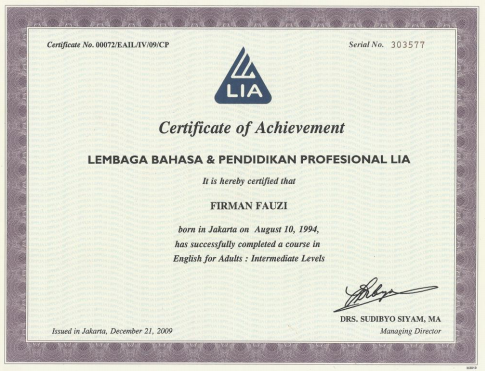 Certificate No. 00072/EAIL/IV/09/CP
Serial No. 303577
LIA
Certificate of Achievement
LEMBAGA BAHASA & PENDIDIKAN PROFESIONAL LIA
It is hereby certified that
FIRMAN FAUZI
born in Jakarta on August 10, 1994,
has successfully completed a course in
English for Adults : Intermediate Levels
DRS. SUDIBYO SIYAM, MA
Issued in Jakarta, December 21, 2009
Managing Director